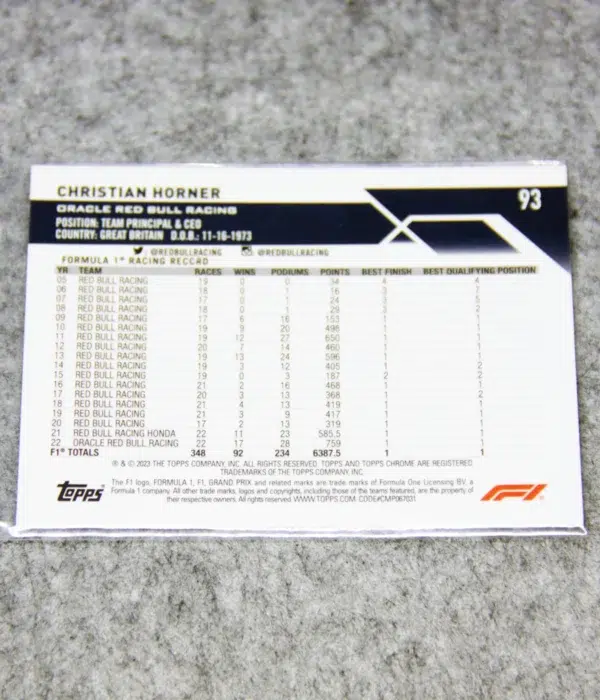 CHRISTIAN HORNER
93
ORACLE RED BULL RACING
POSITION: TEAM PRINCIPAL & CEO
COUNTRY: GREAT BRITAIN D.O.B.: 11-16-1973
@REDBULLRACING @REDBULLRACING
FORMULA 1® RACING RECORD
YR TEAM RACES WINS PODIUMS POINTS BEST FINISH BEST QUALIFYING POSITION
05 RED BULL RACING 19 0 0 34 4 4
06 RED BULL RACING 18 0 1 16 3
07 RED BULL RACING 17 0 1 24 3 5
08 RED BULL RACING 18 0 1 29 3 2
09 RED BULL RACING 17 6 16 153 1 1
10 RED BULL RACING 19 9 20 498 1 1
11 RED BULL RACING 19 12 27 650 1 1
12 RED BULL RACING 20 7 14 460 1 1
13 RED BULL RACING 19 13 24 596 1 1
14 RED BULL RACING 19 3 12 405 1 2
15 RED BULL RACING 19 0 3 187 2 2
16 RED BULL RACING 21 2 16 468 1 1
17 RED BULL RACING 20 3 13 368 1 2
18 RED BULL RACING 21 4 13 419 1 1
19 RED BULL RACING 21 3 9 417 1 1
20 RED BULL RACING 17 2 13 319 1 1
21 RED BULL RACING HONDA 22 11 23 585.5 1 1
22 ORACLE RED BULL RACING 22 17 28 759 1 1
F1® TOTALS 348 92 234 6387.5 1 1
® & © 2023 THE TOPPS COMPANY, INC. ALL RIGHTS RESERVED. TOPPS AND TOPPS CHROME ARE REGISTERED
TRADEMARKS OF THE TOPPS COMPANY, INC.
The F1 logo, FORMULA 1, F1, GRAND PRIX and related marks are trade marks of Formula One Licensing BV, a
Formula 1 company. All other trade marks, logos and copyrights, including those of the teams featured, are the property of
their respective owners. All rights reserved. WWW.TOPPS.COM CODE#CMP067031
Topps
F1